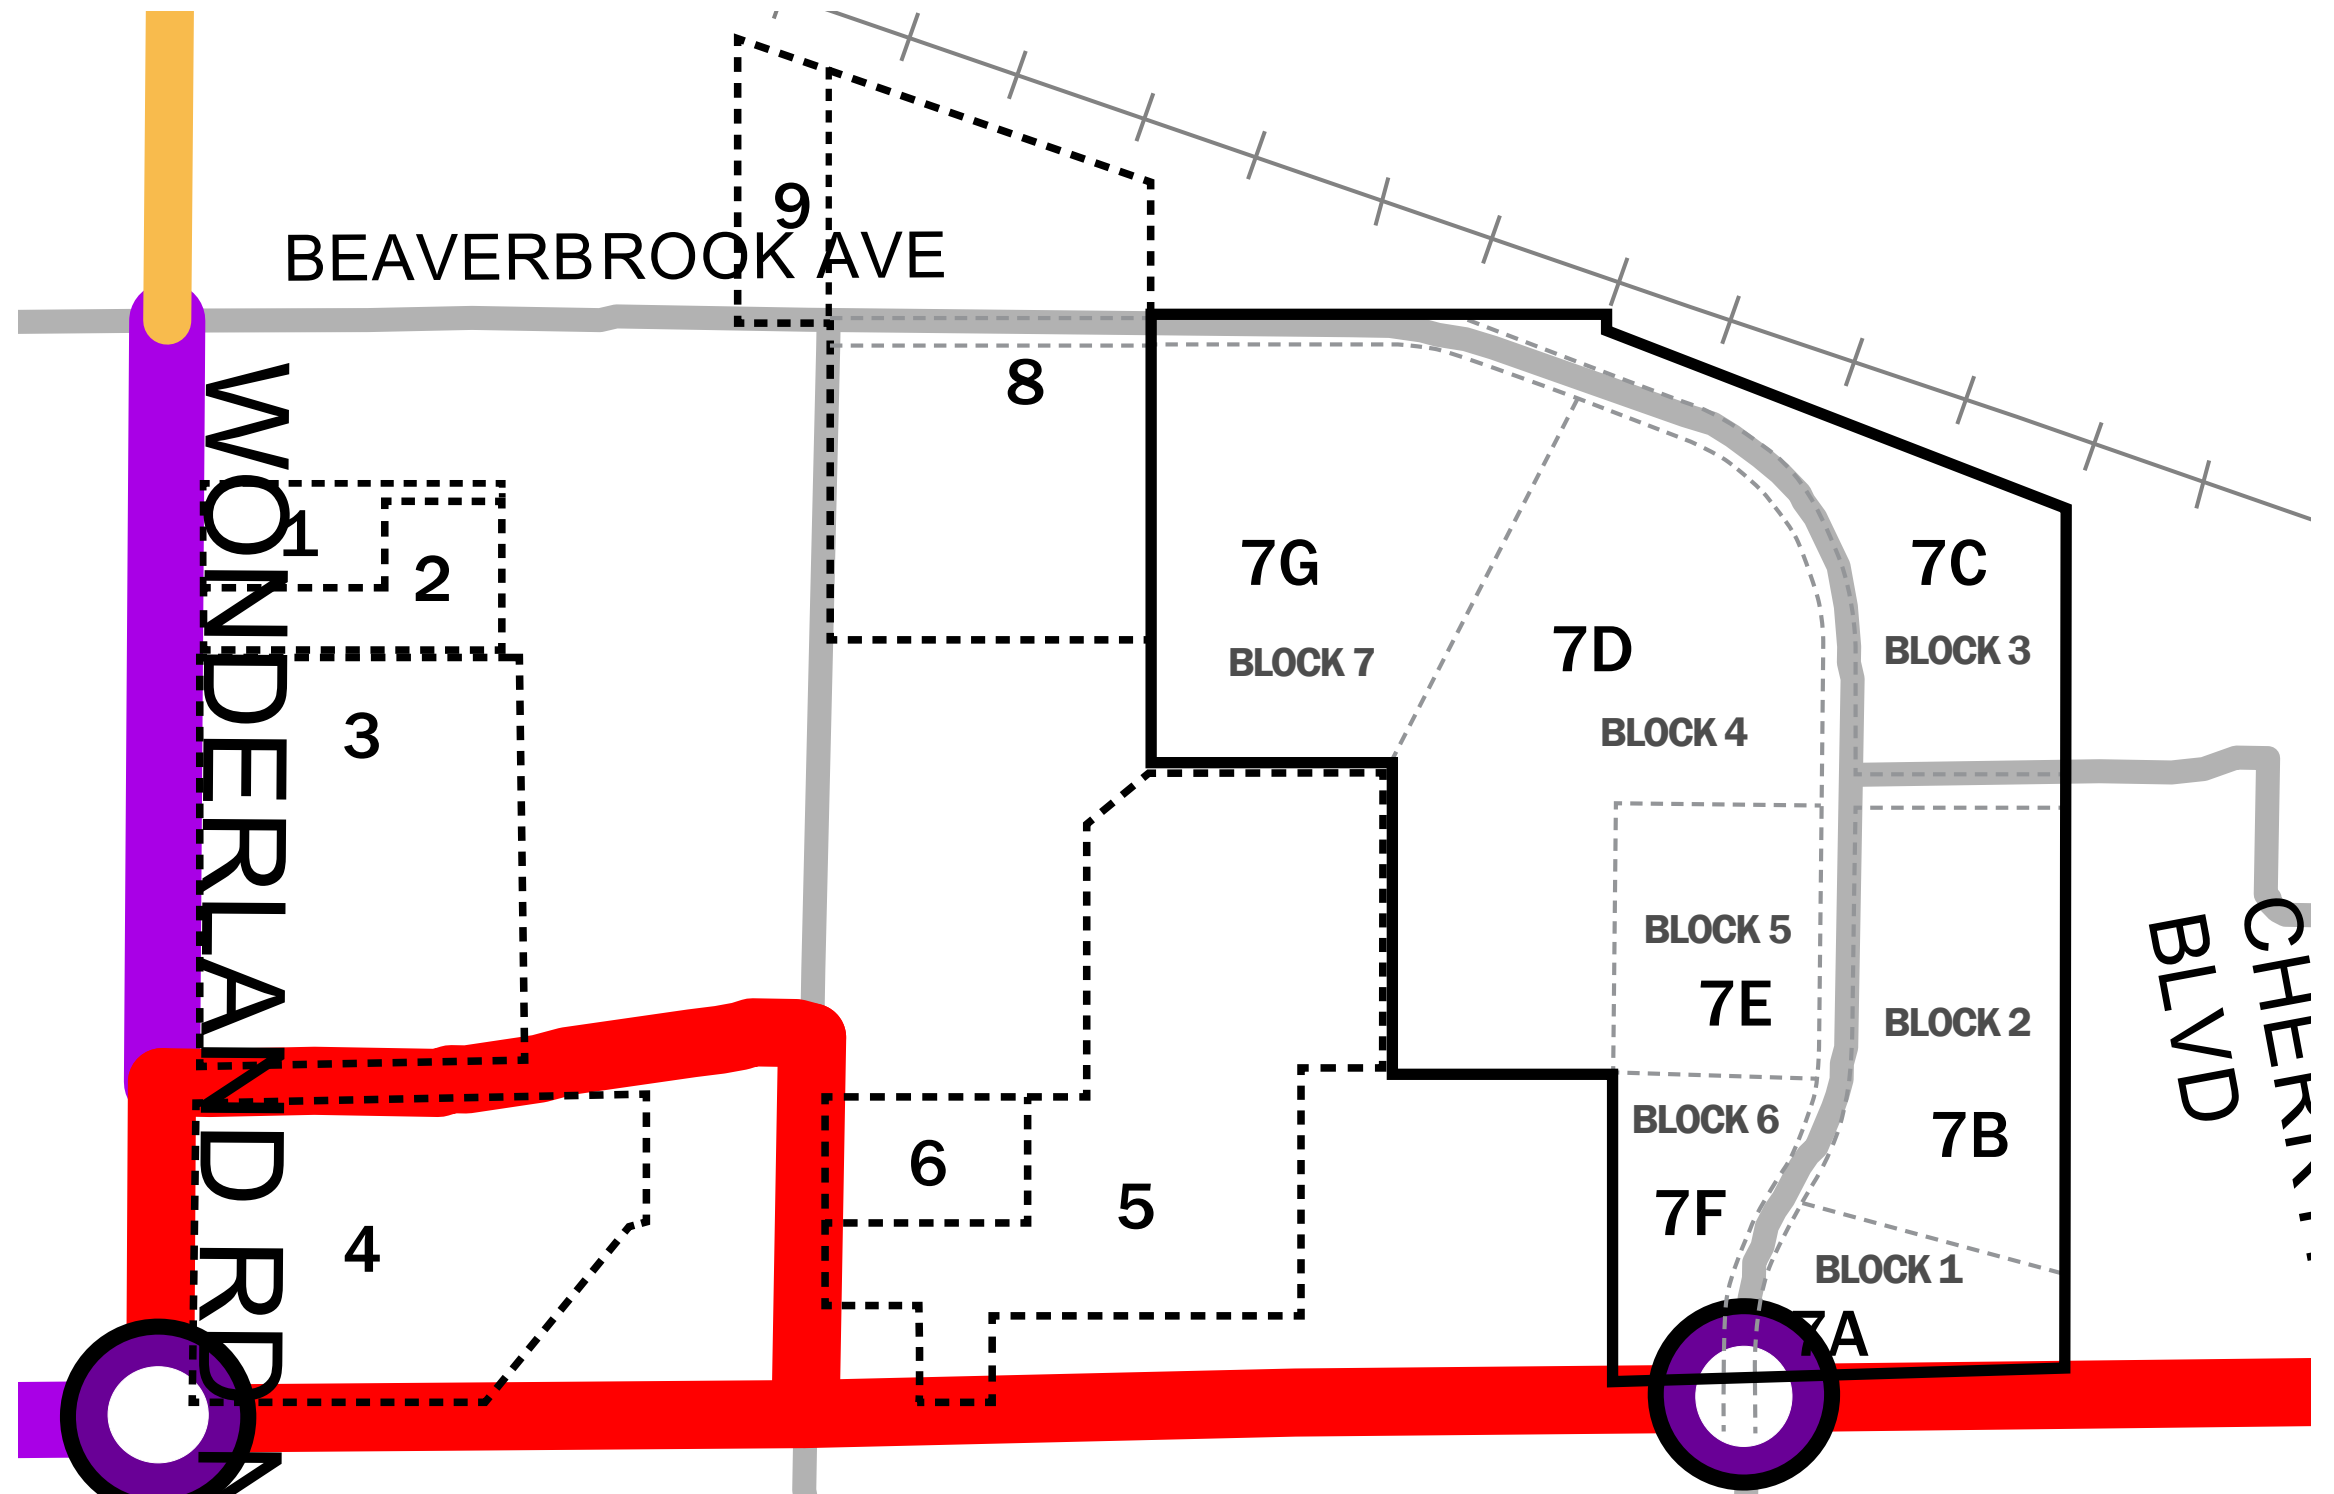 9
BEAVERBROOK AVE
8
WONDERLAND RD
1
2
7G
7C
3
BLOCK 7
7D
BLOCK 3
BLOCK 4
BLOCK 5
7E
BLOCK 2
BLVD
BLOCK 6
7B
6
5
7F
4
BLOCK 1
7A